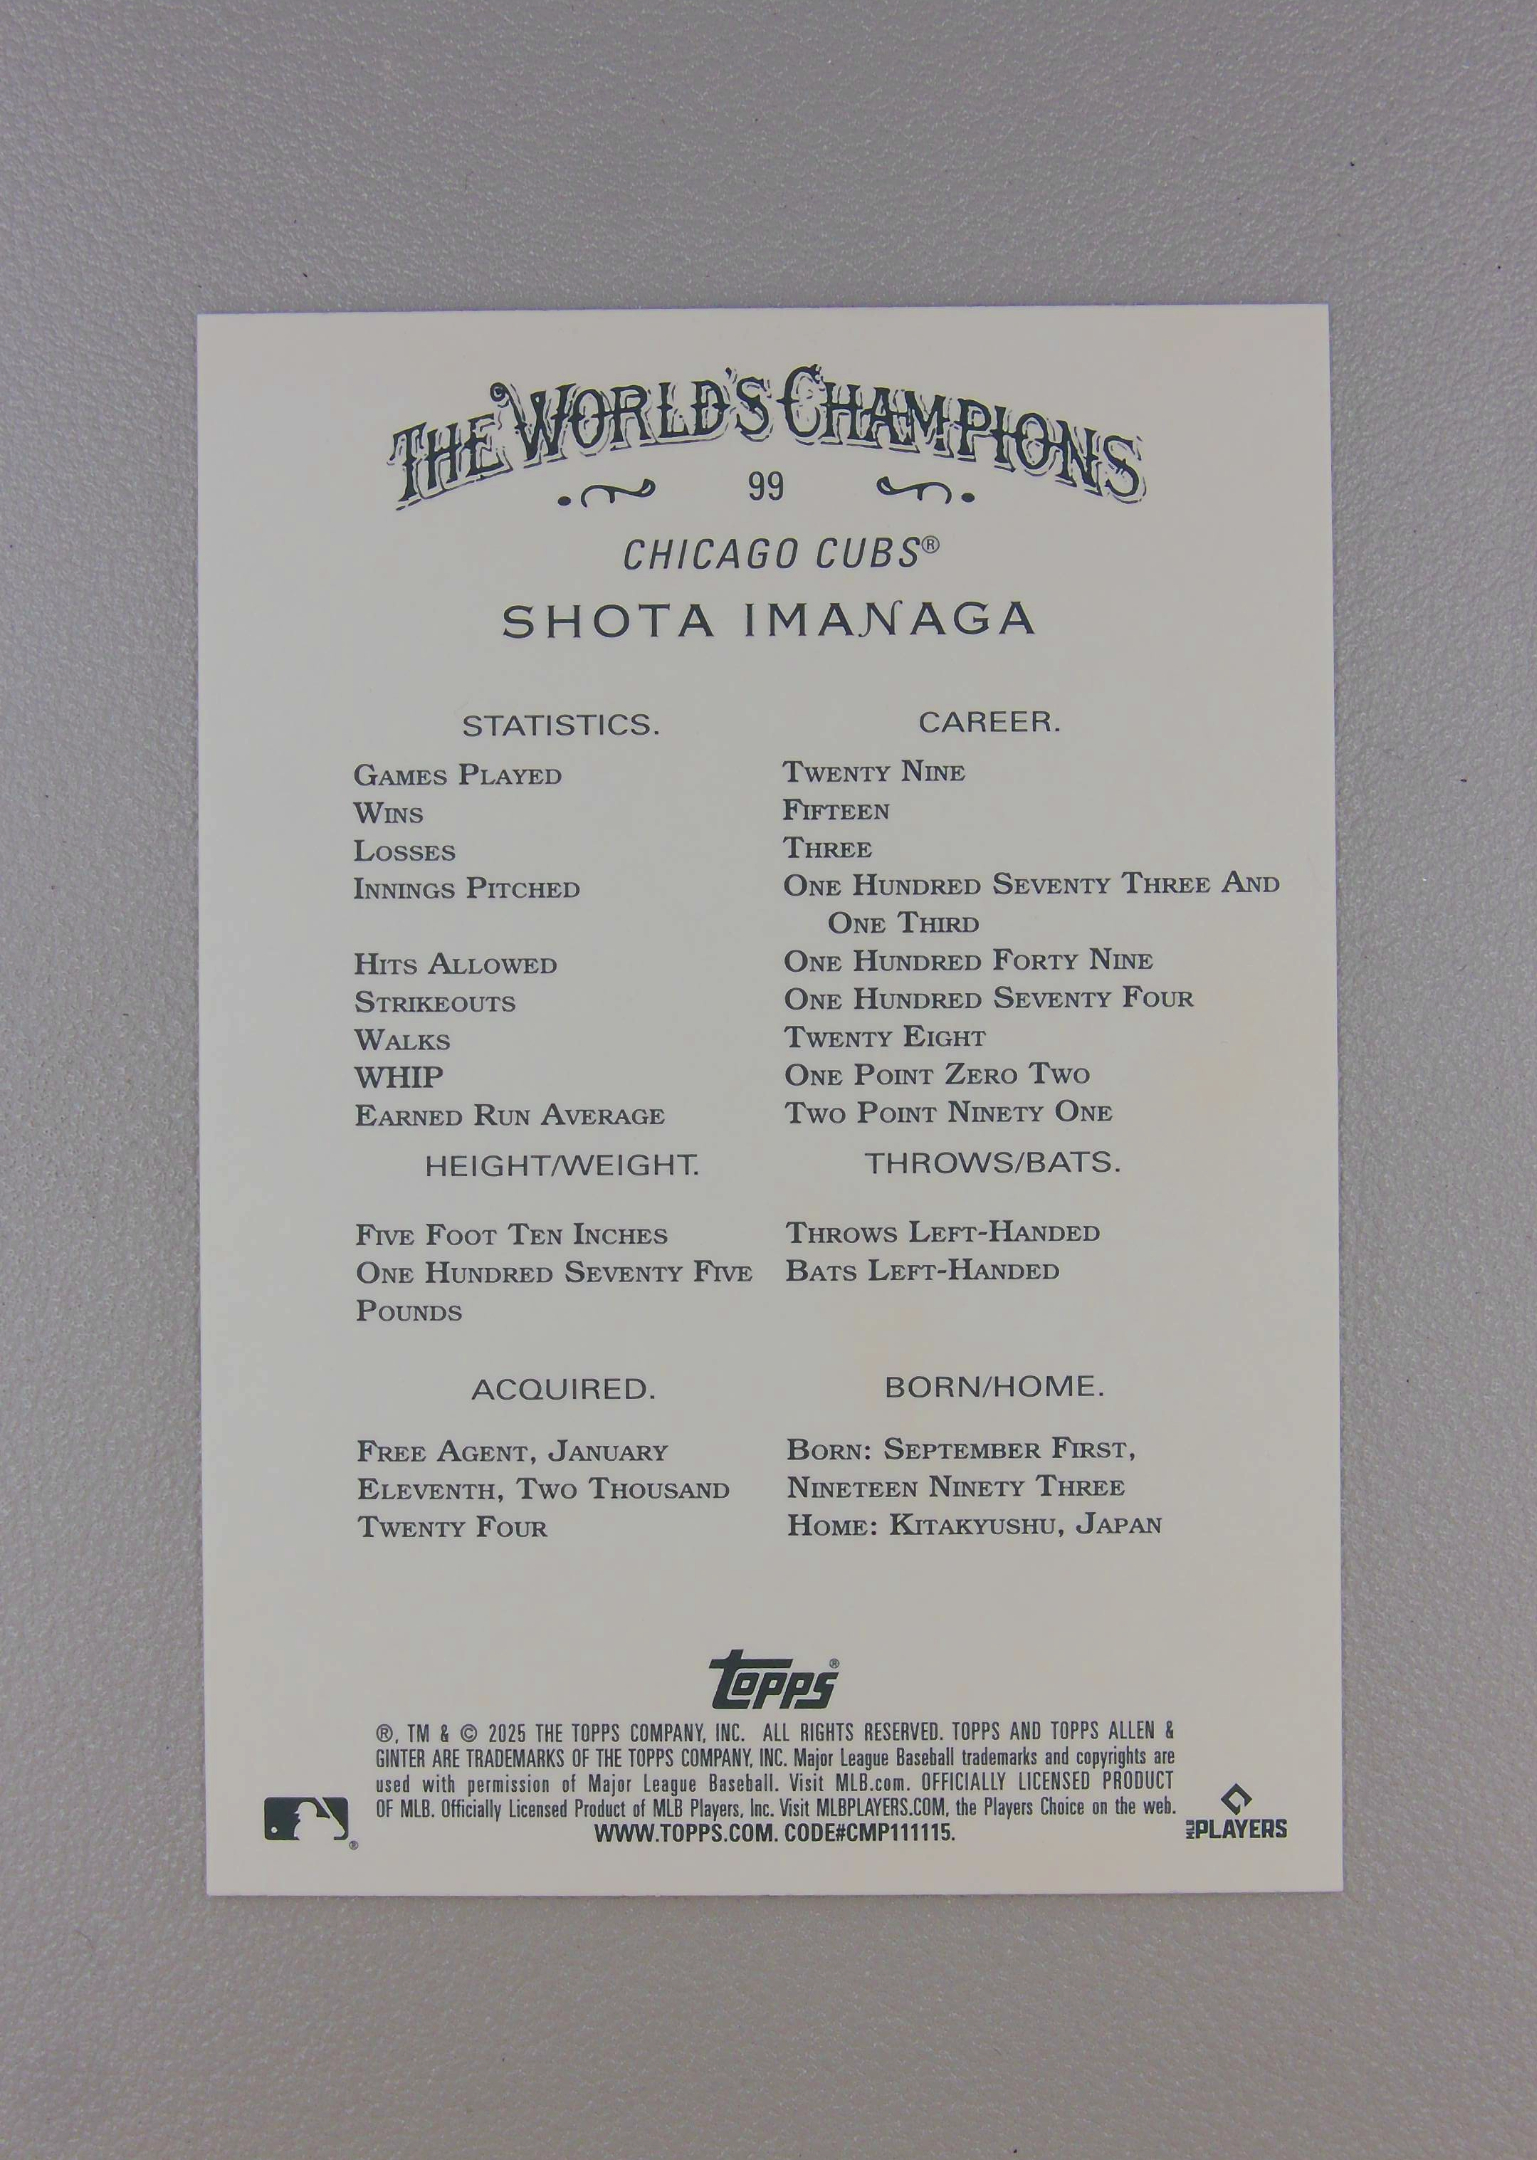 THE WORLD'S CHAMPIONS
99
CHICAGO CUBS®
SHOTA IMANAGA
STATISTICS. CAREER.
GAMES PLAYED TWENTY NINE
WINS FIFTEEN
LOSSES THREE
INNINGS PITCHED ONE HUNDRED SEVENTY THREE AND
ONE THIRD
HITS ALLOWED ONE HUNDRED FORTY NINE
STRIKEOUTS ONE HUNDRED SEVENTY FOUR
WALKS TWENTY EIGHT
WHIP ONE POINT ZERO TWO
EARNED RUN AVERAGE TWO POINT NINETY ONE
HEIGHT/WEIGHT. THROWS/BATS.
FIVE FOOT TEN INCHES THROWS LEFT-HANDED
ONE HUNDRED SEVENTY FIVE BATS LEFT-HANDED
POUNDS
ACQUIRED. BORN/HOME.
FREE AGENT, JANUARY BORN: SEPTEMBER FIRST,
ELEVENTH, TWO THOUSAND NINETEEN NINETY THREE
TWENTY FOUR HOME: KITAKYUSHU, JAPAN
topps®
®, TM & © 2025 THE TOPPS COMPANY, INC. ALL RIGHTS RESERVED. TOPPS AND TOPPS ALLEN &
GINTER ARE TRADEMARKS OF THE TOPPS COMPANY, INC. Major League Baseball trademarks and copyrights are
used with permission of Major League Baseball. Visit MLB.com. OFFICIALLY LICENSED PRODUCT
OF MLB. Officially Licensed Product of MLB Players, Inc. Visit MLBPLAYERS.COM, the Players Choice on the web.
WWW.TOPPS.COM. CODE#CMP111115.
®
MLB PLAYERS